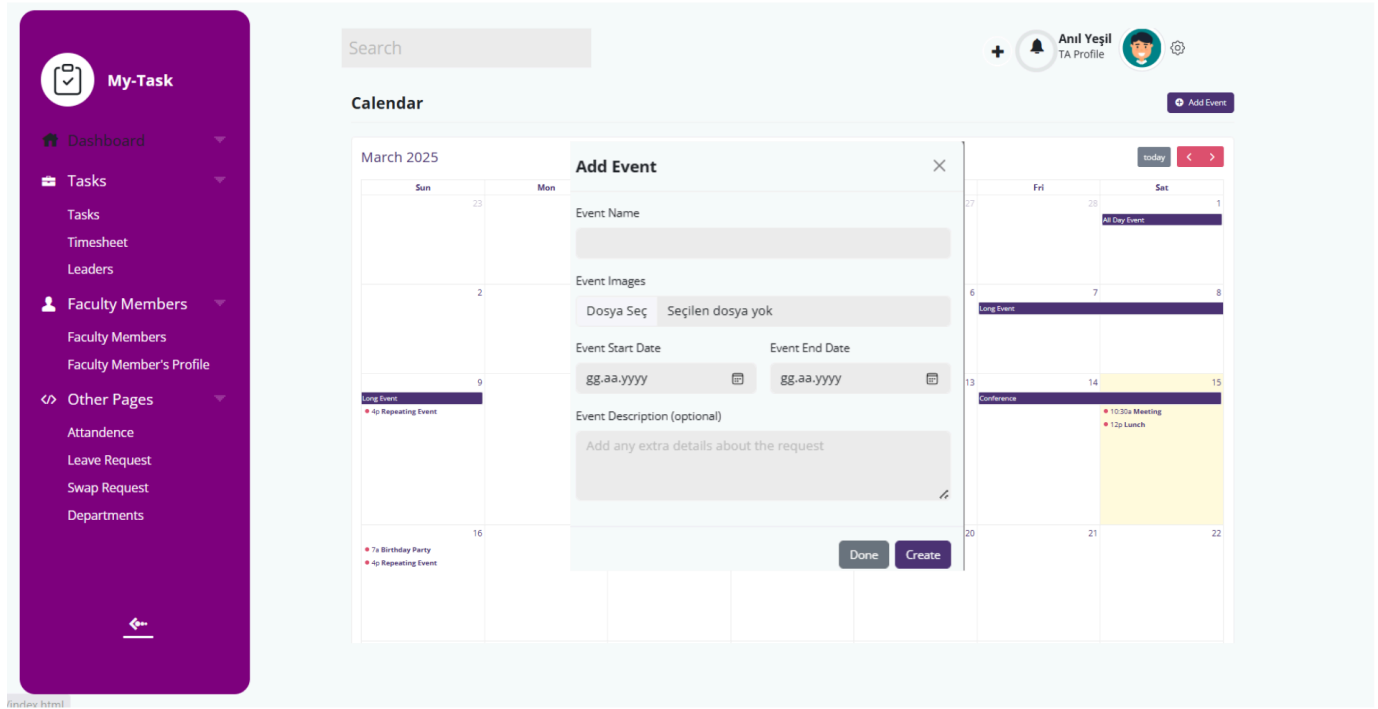 My-Task
Dashboard
Tasks
Tasks
Timesheet
Leaders
Faculty Members
Faculty Members
Faculty Member's Profile
Other Pages
Attandence
Leave Request
Swap Request
Departments
/index.html
Search
Anıl Yeşil
TA Profile
Calendar
Add Event
March 2025
today
Sun Mon Fri Sat
23 27 28 1
All Day Event
2 6 7 8
Long Event
9 13 14 15
Long Event Conference
4p Repeating Event 10:30a Meeting
12p Lunch
16 20 21 22
7a Birthday Party
4p Repeating Event
Add Event
Event Name
Event Images
Dosya Seç Seçilen dosya yok
Event Start Date Event End Date
gg.aa.yyyy gg.aa.yyyy
Event Description (optional)
Add any extra details about the request
Done Create